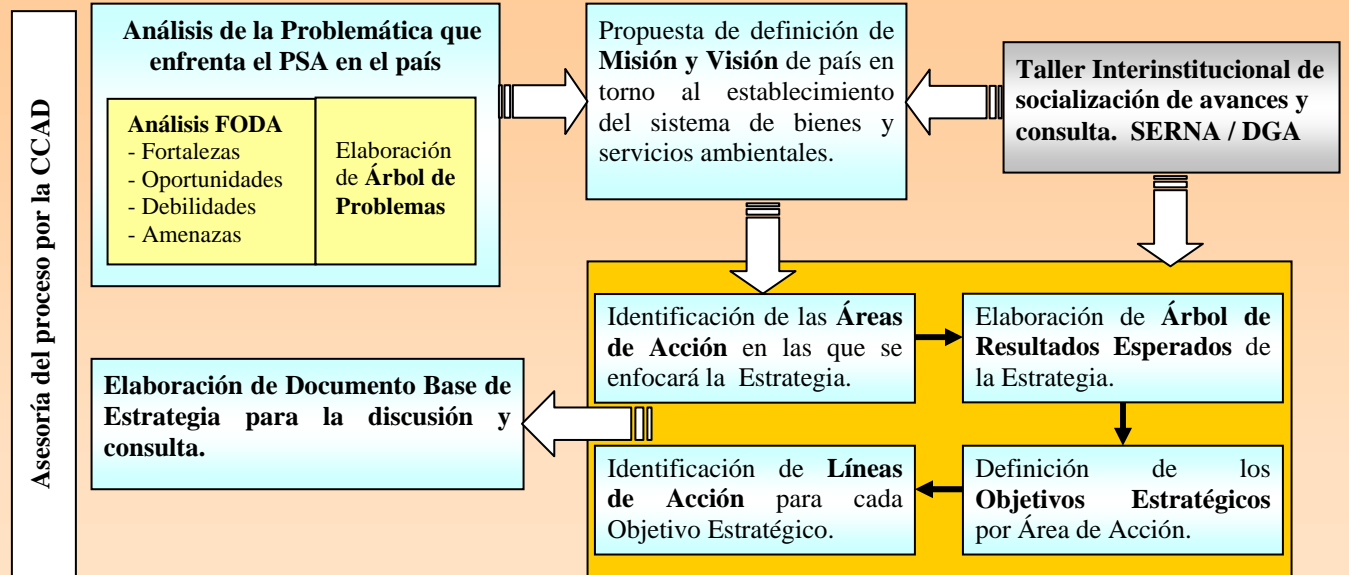 Asesoría del proceso por la CCAD
Análisis de la Problemática que
enfrenta el PSA en el país
Análisis FODA
- Fortalezas
- Oportunidades
- Debilidades
- Amenazas
Elaboración
de Árbol de
Problemas
Propuesta de definición de
Misión y Visión de país en
torno al establecimiento
del sistema de bienes y
servicios ambientales.
Taller Interinstitucional de
socialización de avances y
consulta. SERNA / DGA
Identificación de las Áreas
de Acción en las que se
enfocará la Estrategia.
Elaboración de Árbol de
Resultados Esperados de
la Estrategia.
Definición de los
Objetivos Estratégicos
por Área de Acción.
Identificación de Líneas
de Acción para cada
Objetivo Estratégico.
Elaboración de Documento Base de
Estrategia para la discusión y
consulta.